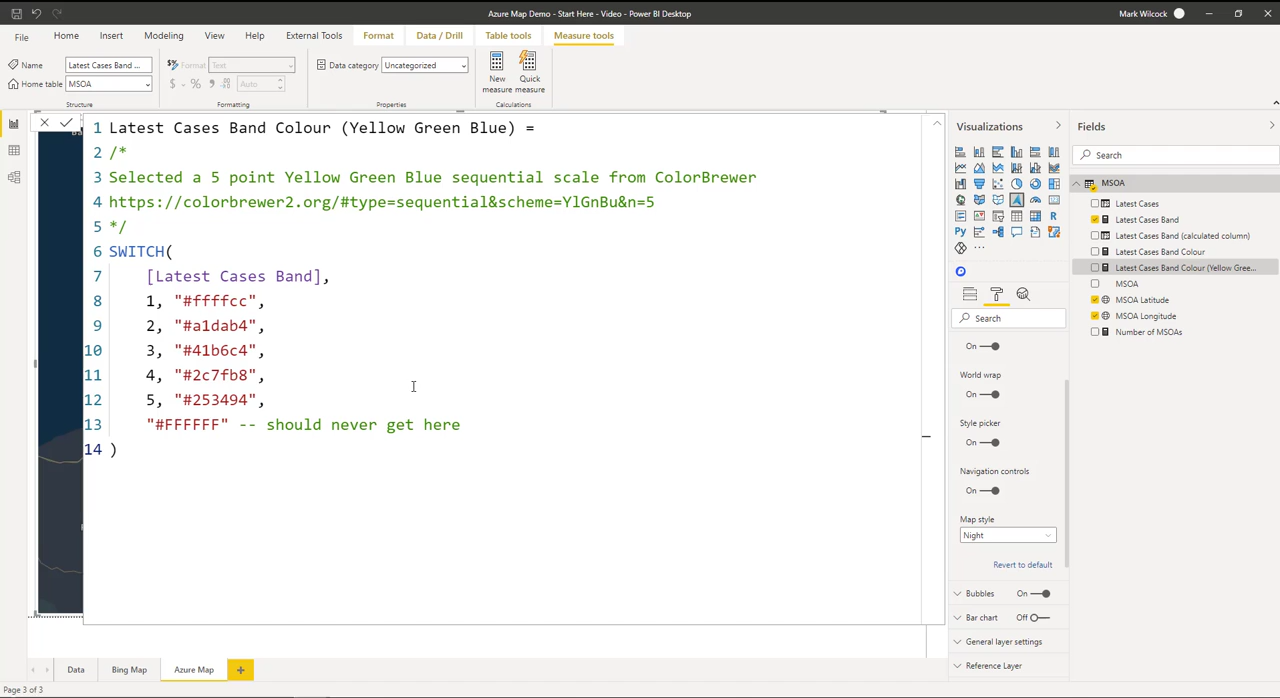 Azure Map Demo - Start Here - Video - Power BI Desktop
Mark Wilcock
File Home Insert Modeling View Help External Tools Format Data / Drill Table tools Measure tools
Name Latest Cases Band ... Format Text Data category Uncategorized
Home table MSOA $ % Auto New measure Quick measure
Structure Formatting Properties Calculations
1 Latest Cases Band Colour (Yellow Green Blue) =
2 /*
3 Selected a 5 point Yellow Green Blue sequential scale from ColorBrewer
4 https://colorbrewer2.org/#type=sequential&scheme=YlGnBu&n=5
5 */
6 SWITCH(
7 [Latest Cases Band],
8 1, "#ffffcc",
9 2, "#a1dab4",
10 3, "#41b6c4",
11 4, "#2c7fb8",
12 5, "#253494",
13 "#FFFFFF" -- should never get here
14 )
Visualizations
Py
R
...
Search
On
World wrap
On
Style picker
On
Navigation controls
On
Map style
Night
Revert to default
Bubbles On
Bar chart Off
General layer settings
Reference Layer
Fields
Search
MSOA
Latest Cases
Latest Cases Band
Latest Cases Band (calculated column)
Latest Cases Band Colour
Latest Cases Band Colour (Yellow Gree...
MSOA
MSOA Latitude
MSOA Longitude
Number of MSOAs
Data Bing Map Azure Map +
Page 3 of 3